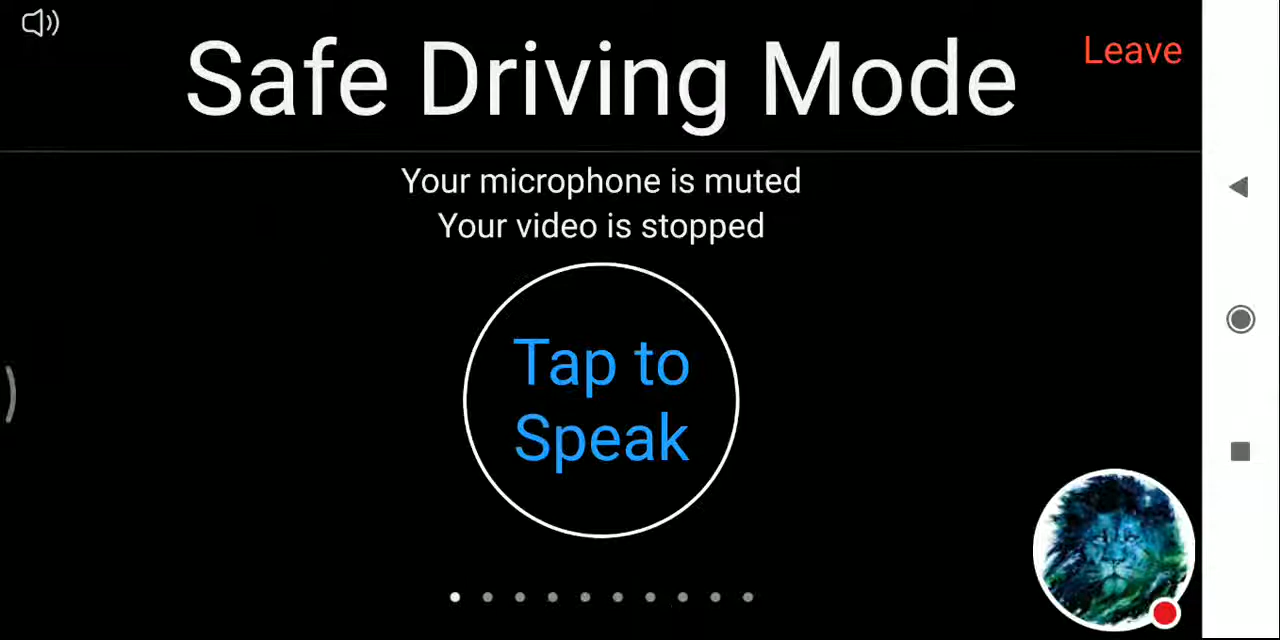 Safe Driving Mode
Leave
Your microphone is muted
Your video is stopped
Tap to
Speak